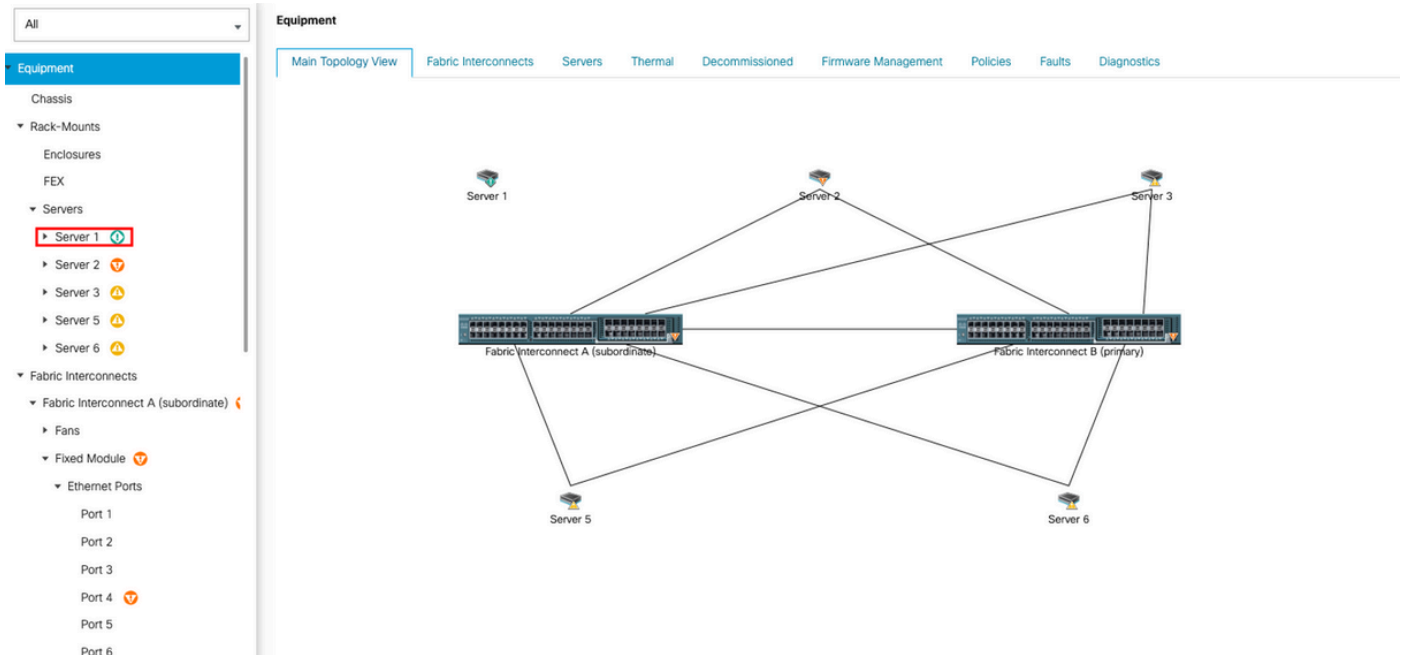 All
Equipment
Chassis
Rack-Mounts
Enclosures
FEX
Servers
Server 1
Server 2
Server 3
Server 5
Server 6
Fabric Interconnects
Fabric Interconnect A (subordinate)
Fans
Fixed Module
Ethernet Ports
Port 1
Port 2
Port 3
Port 4
Port 5
Port 6
Equipment
Main Topology View Fabric Interconnects Servers Thermal Decommissioned Firmware Management Policies Faults Diagnostics
Server 1 Server 2 Server 3
Fabric Interconnect A (subordinate) Fabric Interconnect B (primary)
Server 5 Server 6